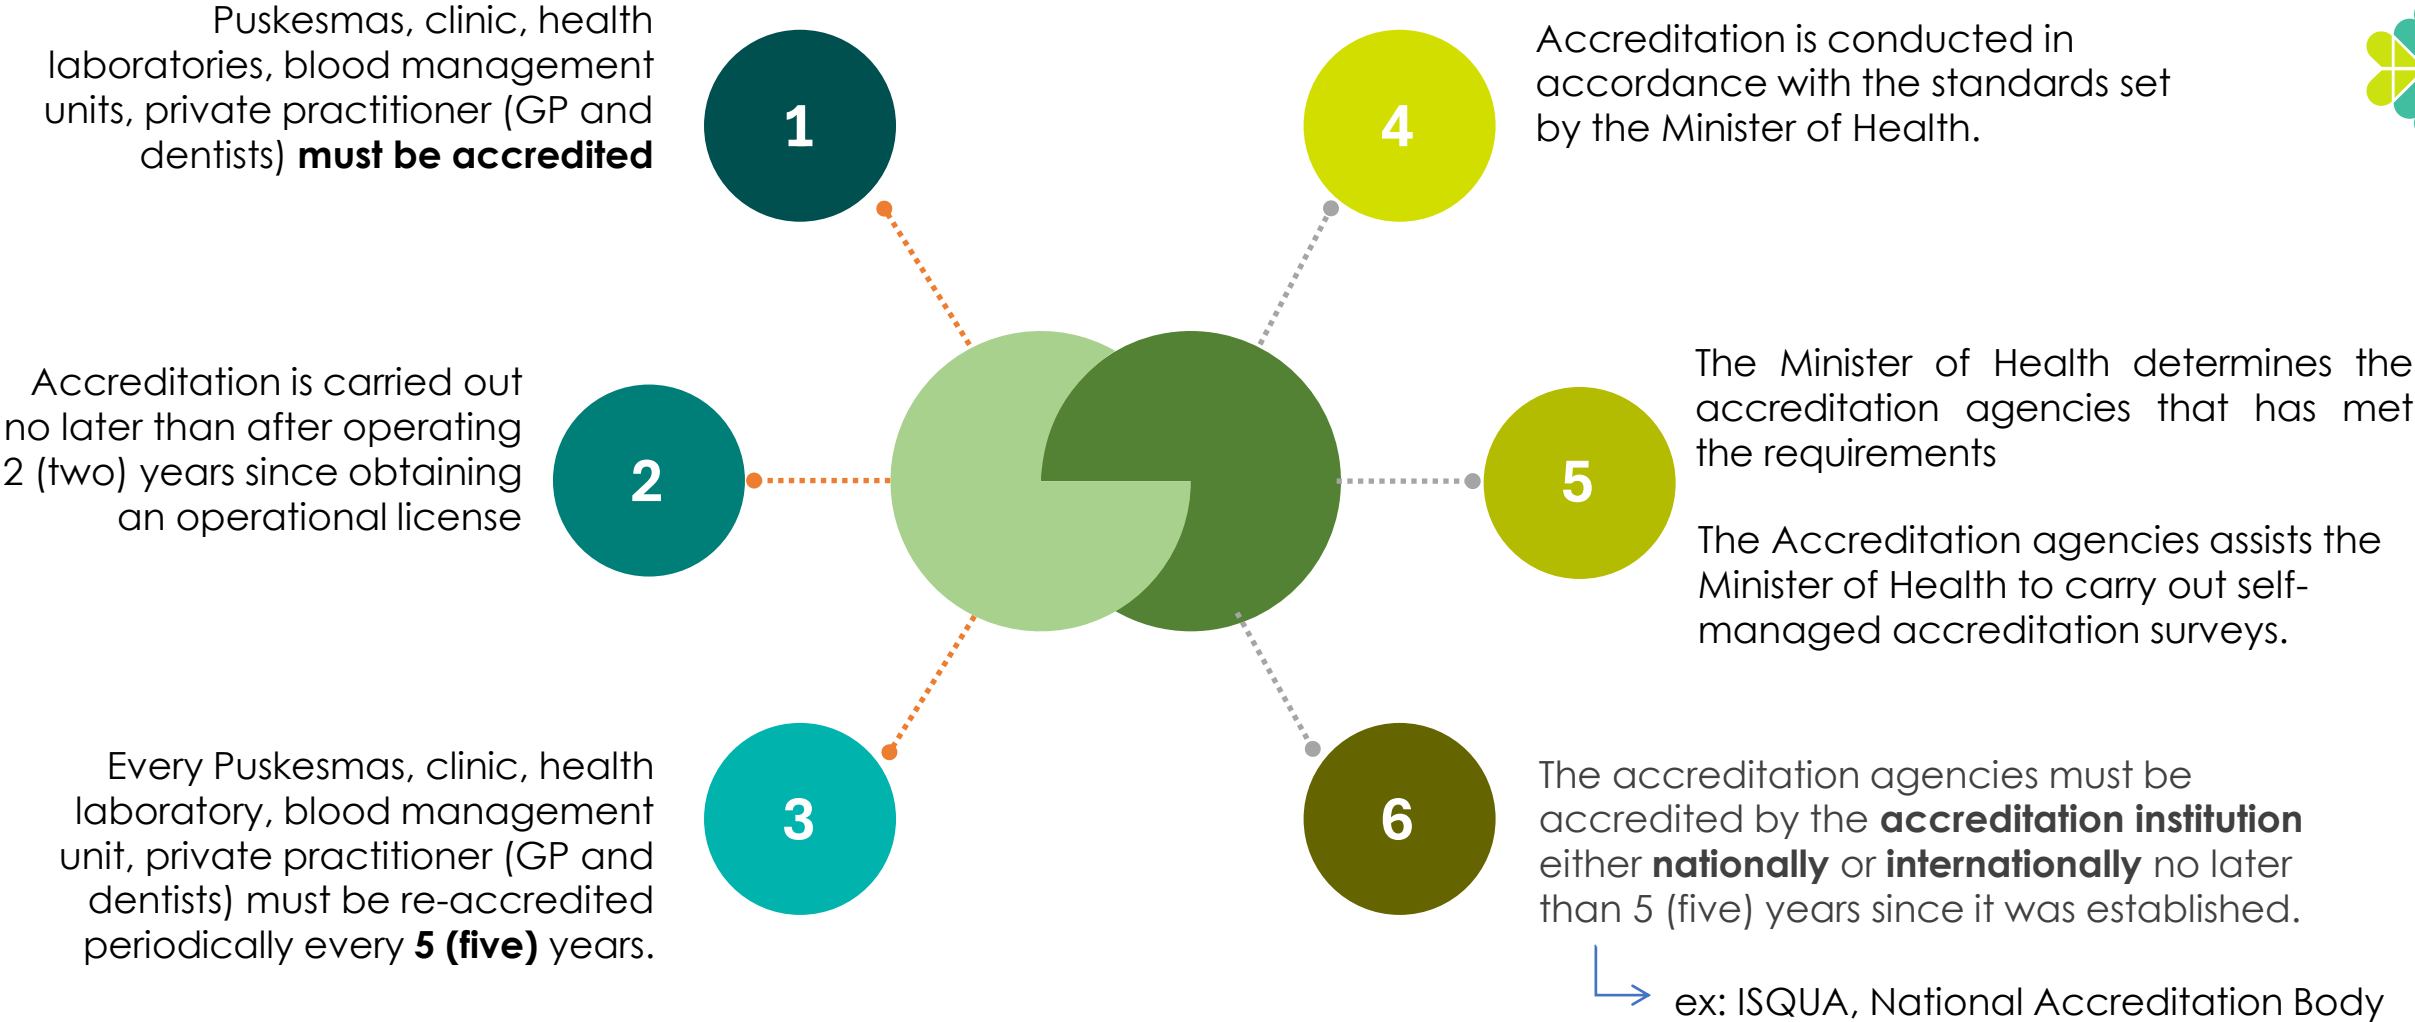 Puskesmas, clinic, health
laboratories, blood management
units, private practitioner (GP and
dentists) must be accredited
1
Accreditation is carried out
no later than after operating
2 (two) years since obtaining
an operational license
2
Every Puskesmas, clinic, health
laboratory, blood management
unit, private practitioner (GP and
dentists) must be re-accredited
periodically every 5 (five) years.
3
4
Accreditation is conducted in
accordance with the standards set
by the Minister of Health.
5
The Minister of Health determines the
accreditation agencies that has met
the requirements
The Accreditation agencies assists the
Minister of Health to carry out self-
managed accreditation surveys.
6
The accreditation agencies must be
accredited by the accreditation institution
either nationally or internationally no later
than 5 (five) years since it was established.
ex: ISQUA, National Accreditation Body